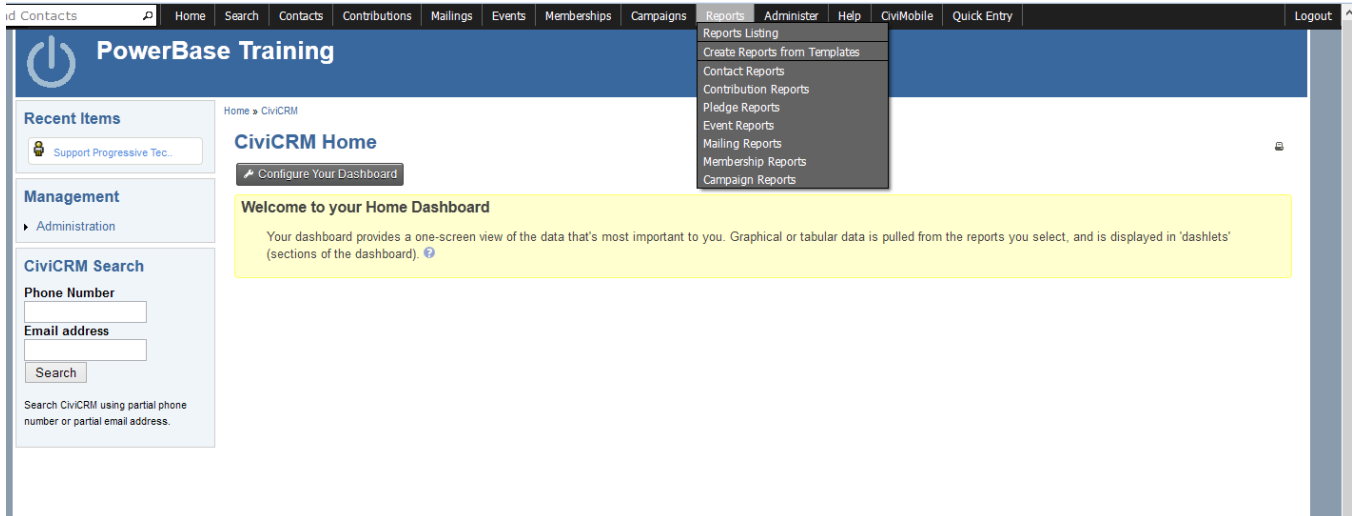 nd Contacts Home Search Contacts Contributions Mailings Events Memberships Campaigns Reports Administer Help CiviMobile Quick Entry Logout
Reports Listing
Create Reports from Templates
Contact Reports
Contribution Reports
Pledge Reports
Event Reports
Mailing Reports
Membership Reports
Campaign Reports
PowerBase Training
Recent Items
Support Progressive Tec..
Management
Administration
CiviCRM Search
Phone Number
Email address
Search
Search CiviCRM using partial phone
number or partial email address.
Home » CiviCRM
CiviCRM Home
Configure Your Dashboard
Welcome to your Home Dashboard
Your dashboard provides a one-screen view of the data that's most important to you. Graphical or tabular data is pulled from the reports you select, and is displayed in 'dashlets'
(sections of the dashboard). ?